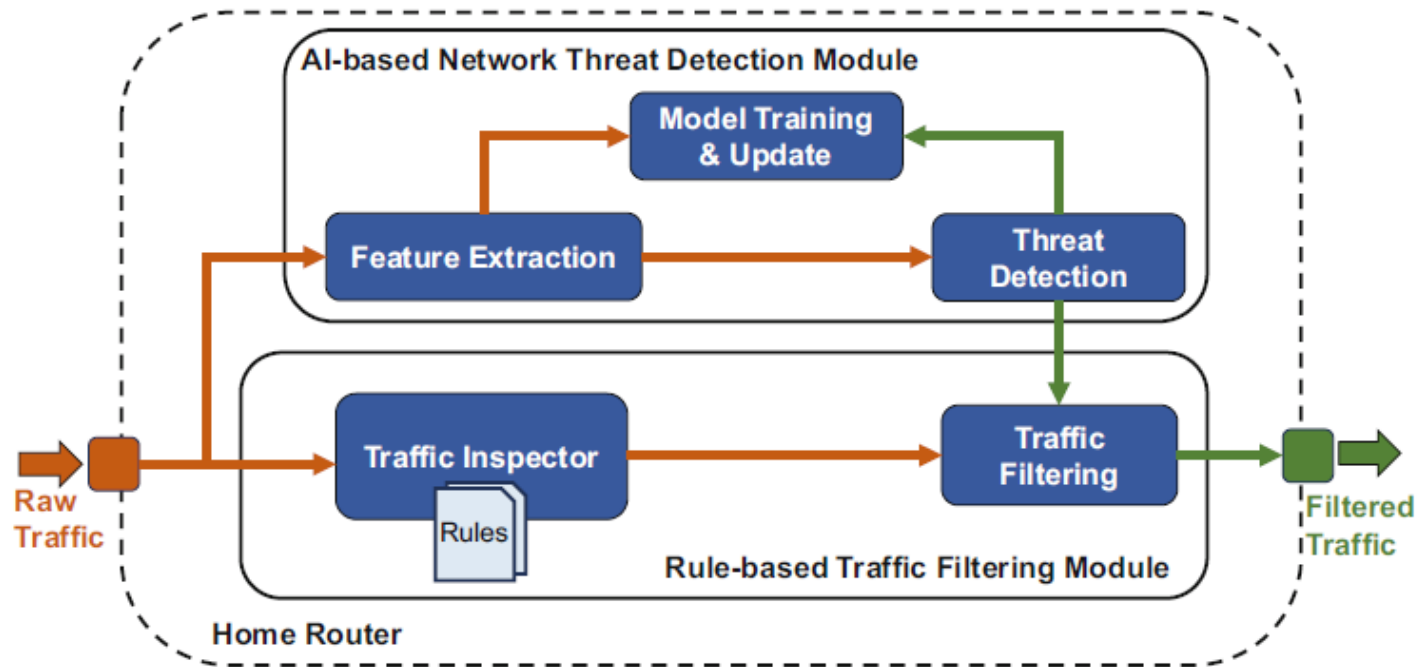 AI-based Network Threat Detection Module
Model Training
& Update
Feature Extraction
Threat
Detection
Traffic Inspector
Rules
Traffic
Filtering
Raw
Traffic
Filtered
Traffic
Rule-based Traffic Filtering Module
Home Router